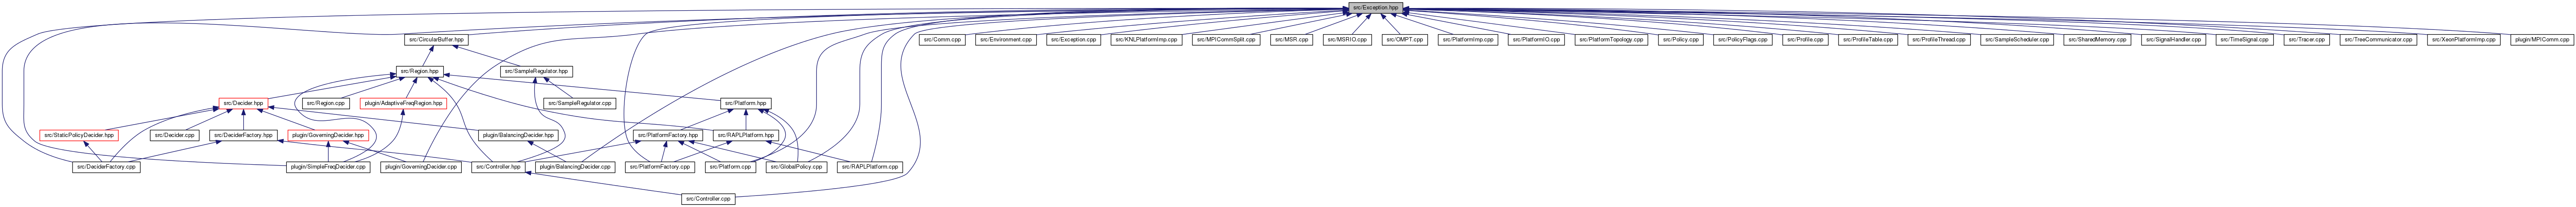 src/Exception.hpp
src/CircularBuffer.hpp
src/Comm.cpp
src/Environment.cpp
src/Exception.cpp
src/KNLPlatformImp.cpp
src/MPICommSplit.cpp
src/MSR.cpp
src/MSRIO.cpp
src/OMPT.cpp
src/PlatformImp.cpp
src/PlatformIO.cpp
src/PlatformTopology.cpp
src/Policy.cpp
src/PolicyFlags.cpp
src/Profile.cpp
src/ProfileTable.cpp
src/ProfileThread.cpp
src/SampleScheduler.cpp
src/SharedMemory.cpp
src/SignalHandler.cpp
src/TimeSignal.cpp
src/Tracer.cpp
src/TreeCommunicator.cpp
src/XeonPlatformImp.cpp
plugin/MPIComm.cpp
src/Region.hpp
src/SampleRegulator.hpp
src/Decider.hpp
src/Region.cpp
plugin/AdaptiveFreqRegion.hpp
src/SampleRegulator.cpp
src/Platform.hpp
src/StaticPolicyDecider.hpp
src/Decider.cpp
src/DeciderFactory.hpp
plugin/GoverningDecider.hpp
plugin/BalancingDecider.hpp
src/PlatformFactory.hpp
src/RAPLPlatform.hpp
src/DeciderFactory.cpp
plugin/SimpleFreqDecider.cpp
plugin/GoverningDecider.cpp
src/Controller.hpp
plugin/BalancingDecider.cpp
src/PlatformFactory.cpp
src/Platform.cpp
src/GlobalPolicy.cpp
src/RAPLPlatform.cpp
src/Controller.cpp